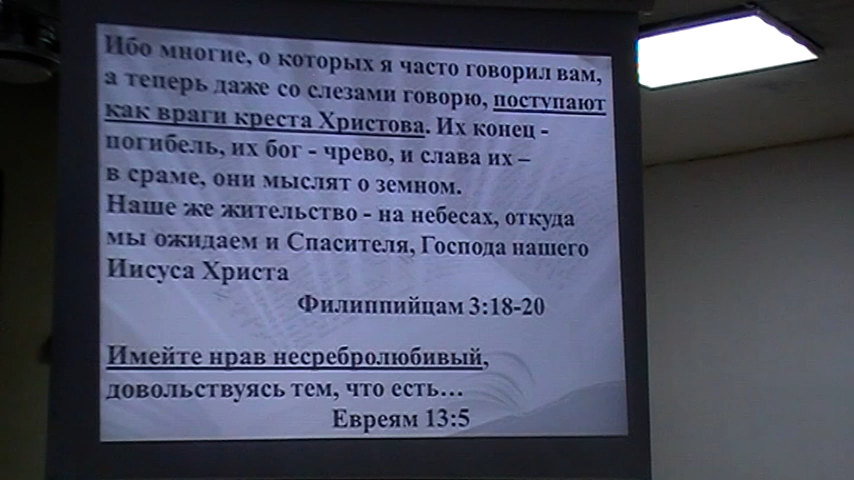 Ибо многие, о которых я часто говорил вам,
а теперь даже со слезами говорю, поступают
как враги креста Христова. Их конец -
погибель, их бог - чрево, и слава их –
в сраме, они мыслят о земном.
Наше же жительство - на небесах, откуда
мы ожидаем и Спасителя, Господа нашего
Иисуса Христа
Филиппийцам 3:18-20
Имейте нрав несребролюбивый,
довольствуясь тем, что есть…
Евреям 13:5